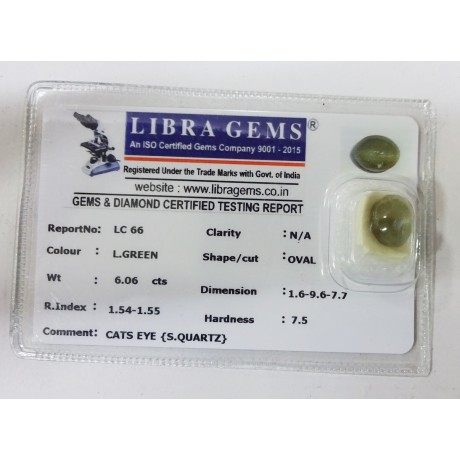 LIBRA GEMS ®
An ISO Certified Gems Company 9001 - 2015
Registered Under the Trade Marks with Govt. of India
website : www.libragems.co.in
GEMS & DIAMOND CERTIFIED TESTING REPORT
ReportNo: LC 66
Clarity : N/A
Colour : L.GREEN
Shape/cut : OVAL
Wt : 6.06 cts
Dimension : 1.6-9.6-7.7
R.Index : 1.54-1.55
Hardness : 7.5
Comment: CATS EYE {S.QUARTZ}